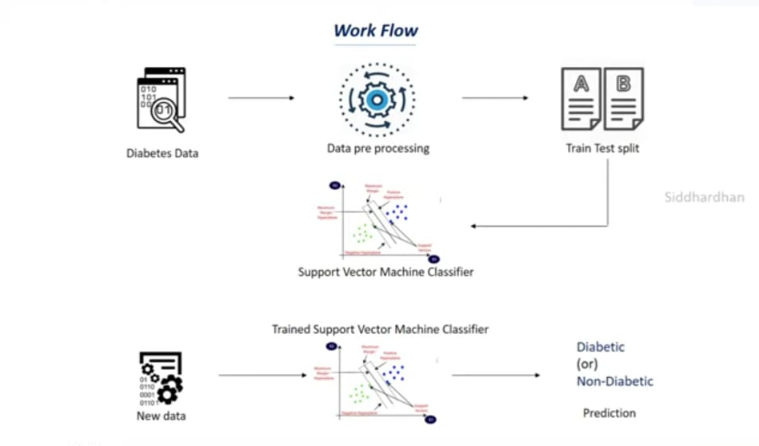 Work Flow
Diabetes Data
Data pre processing
A B
Train Test split
Siddhardhan
Support
Support Vector Machine Classifier
Trained Support Vector Machine Classifier
New data
Diabetic
(or)
Non-Diabetic
Prediction